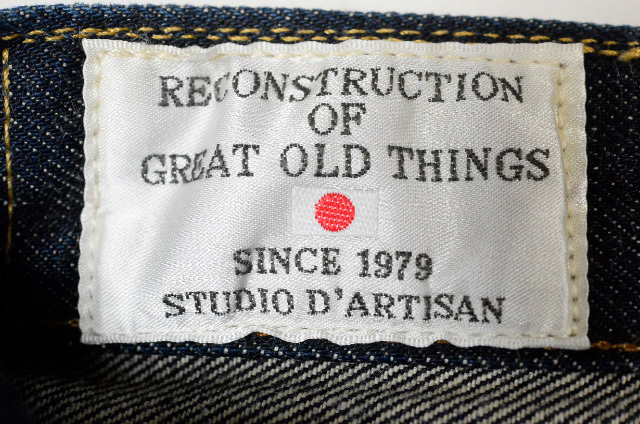 RECONSTRUCTION
OF
GREAT OLD THINGS
SINCE 1979
STUDIO D'ARTISAN